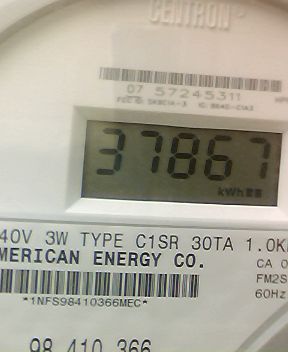 CENTRON
07 57245311
37867
kWh
40V 3W TYPE C1SR 30TA 1.0K
MERICAN ENERGY CO.
CA 0
FM2S
60Hz
*1NFS98410366MEC*
98 410 366